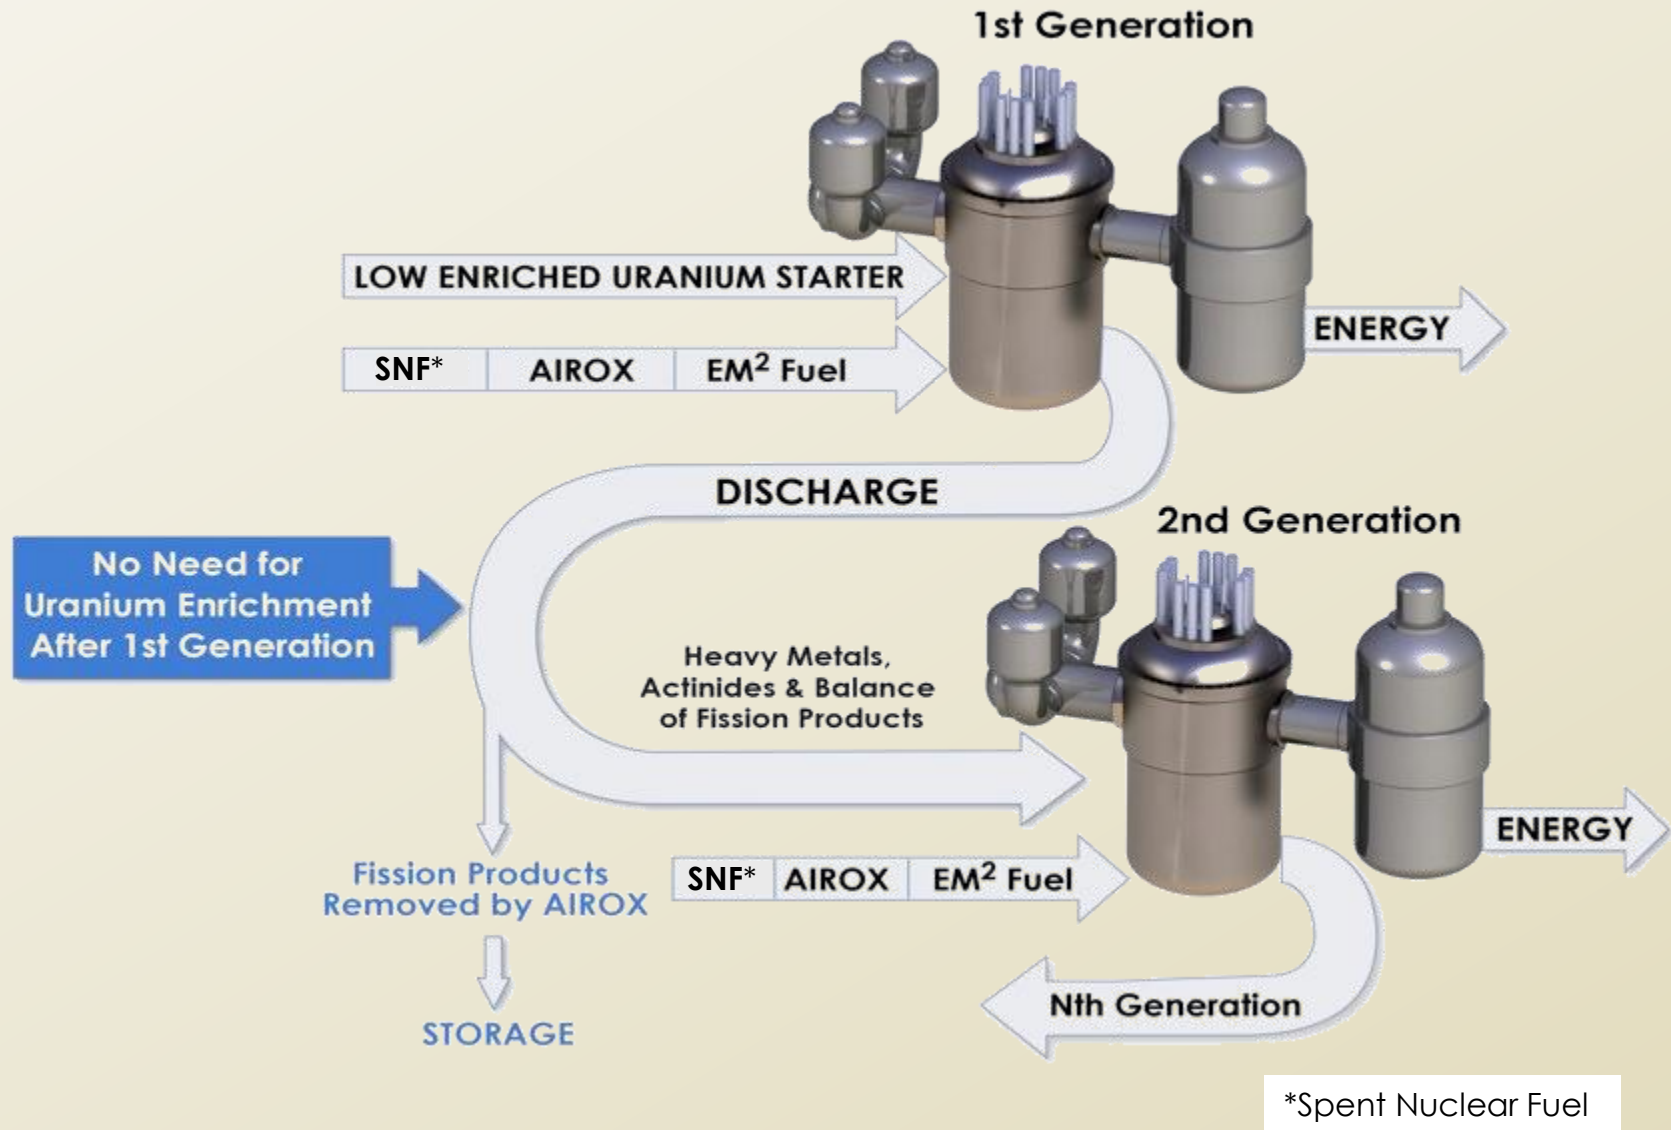 1st Generation
LOW ENRICHED URANIUM STARTER
SNF* AIROX EM² Fuel
ENERGY
DISCHARGE
2nd Generation
No Need for
Uranium Enrichment
After 1st Generation
Heavy Metals,
Actinides & Balance
of Fission Products
ENERGY
Fission Products
Removed by AIROX
SNF* AIROX EM² Fuel
STORAGE
Nth Generation
*Spent Nuclear Fuel